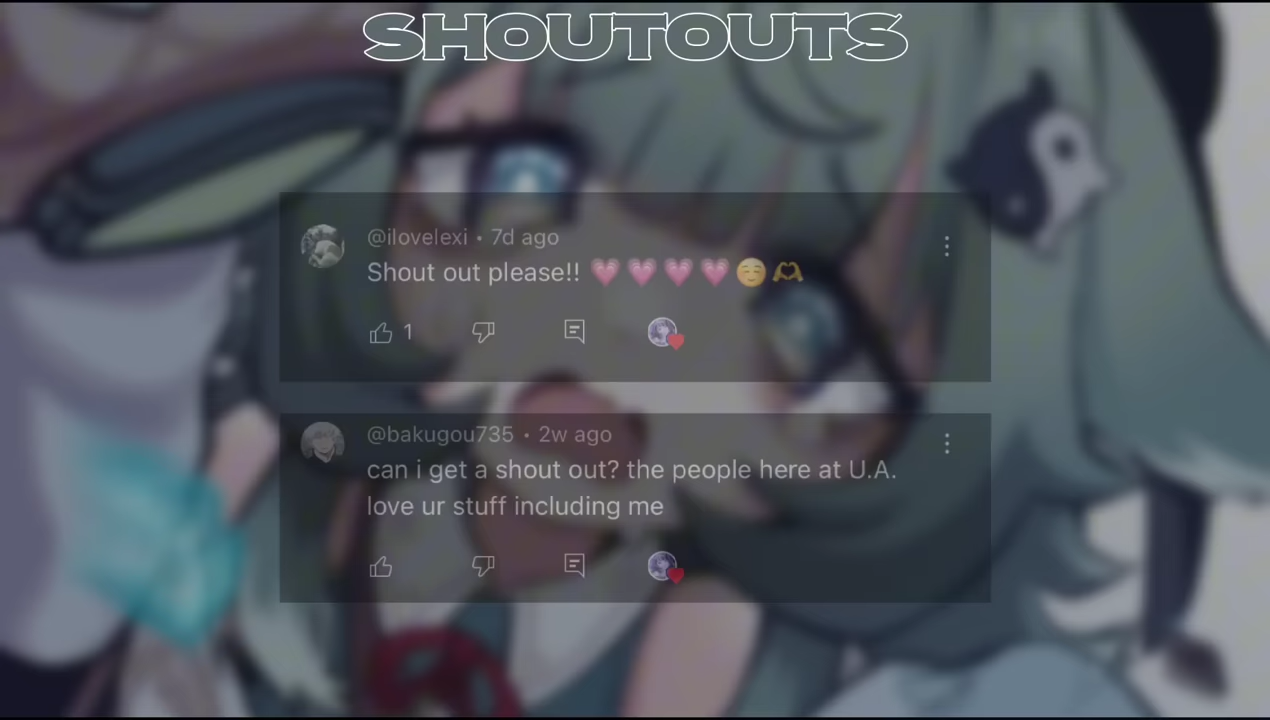 SHOUTOUTS
@ilovelexi • 7d ago
Shout out please!! 💗💗💗💗☺️🫶
1
@bakugou735 • 2w ago
can i get a shout out? the people here at U.A.
love ur stuff including me